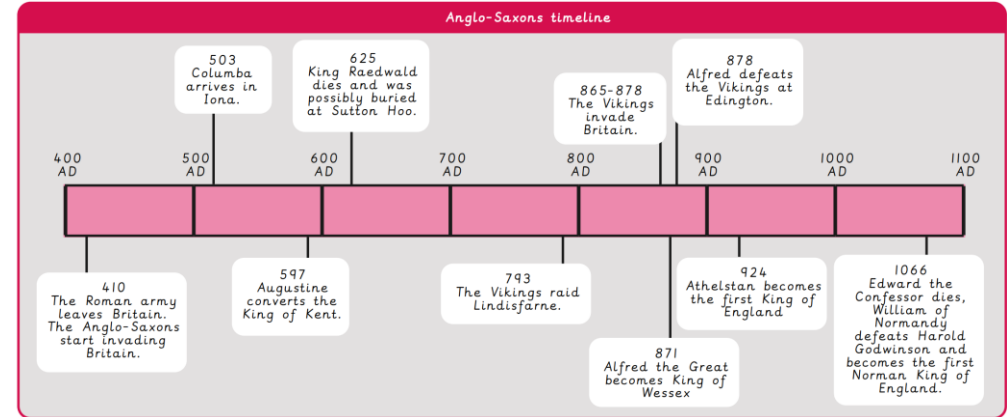 Anglo-Saxons timeline
503
Columba
arrives in
Iona.
625
King Raedwald
dies and was
possibly buried
at Sutton Hoo.
865-878
The Vikings
invade
Britain.
878
Alfred defeats
the Vikings at
Edington.
400
AD
500
AD
600
AD
700
AD
800
AD
900
AD
1000
AD
1100
AD
410
The Roman army
leaves Britain.
The Anglo-Saxons
start invading
Britain.
597
Augustine
converts the
King of Kent.
793
The Vikings raid
Lindisfarne.
871
Alfred the Great
becomes King of
Wessex
924
Athelstan becomes
the first King of
England
1066
Edward the
Confessor dies,
William of
Normandy
defeats Harold
Godwinson and
becomes the first
Norman King of
England.